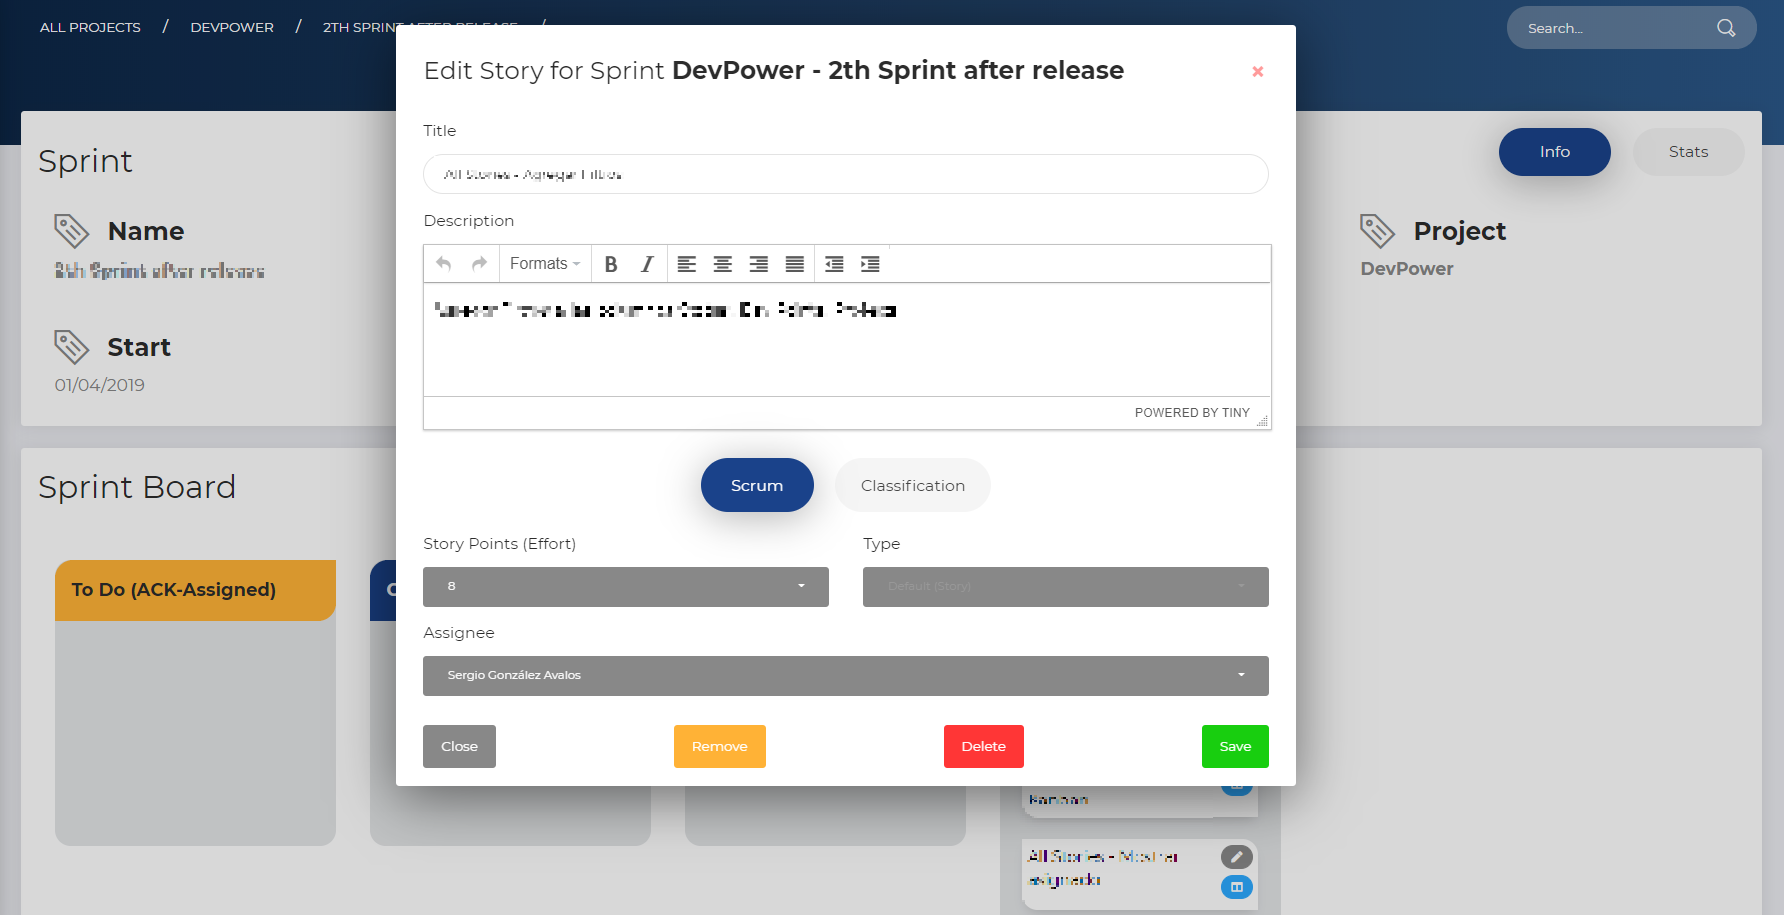 ALL PROJECTS / DEVPOWER / 2TH SPRINT AFTER RELEASE /
Search...
Edit Story for Sprint DevPower - 2th Sprint after release
Title
All Stories - Agregar Filtros
Description
Formats
B I
POWERED BY TINY
Scrum
Classification
Story Points (Effort)
Type
8
Default (Story)
Assignee
Sergio González Avalos
Close
Remove
Delete
Save
Sprint
Info
Stats
Name
2th Sprint after release
Project
DevPower
Start
01/04/2019
Sprint Board
To Do (ACK-Assigned)
All Stories - Mostrar
asignado